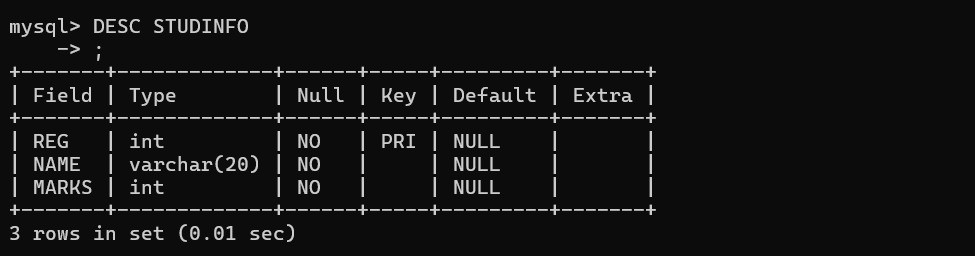 mysql> DESC STUDINFO
    -> ;
+-------+-------------+------+-----+---------+-------+
| Field | Type        | Null | Key | Default | Extra |
+-------+-------------+------+-----+---------+-------+
| REG   | int         | NO   | PRI | NULL    |       |
| NAME  | varchar(20) | NO   |     | NULL    |       |
| MARKS | int         | NO   |     | NULL    |       |
+-------+-------------+------+-----+---------+-------+
3 rows in set (0.01 sec)